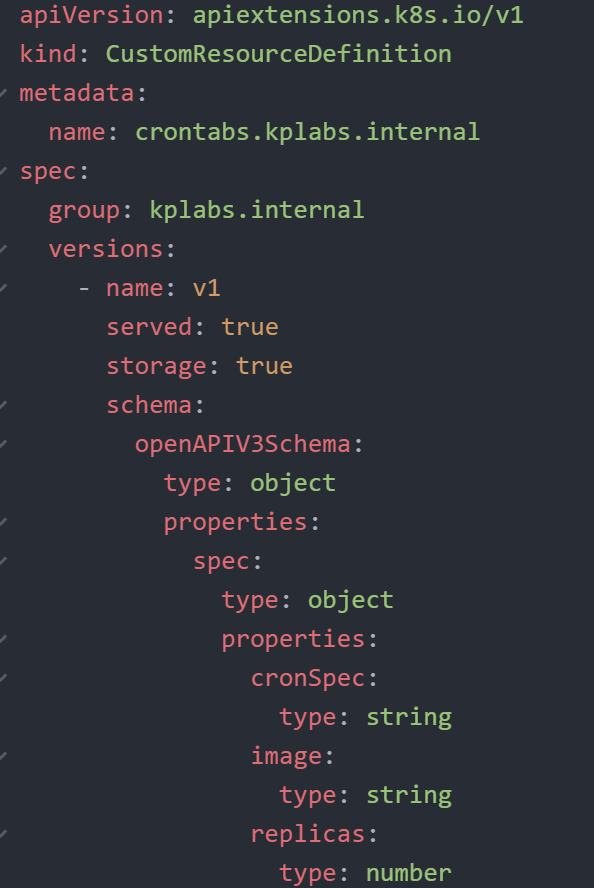 apiVersion: apiextensions.k8s.io/v1
kind: CustomResourceDefinition
metadata:
  name: crontabs.kplabs.internal
spec:
  group: kplabs.internal
  versions:
    - name: v1
      served: true
      storage: true
      schema:
        openAPIV3Schema:
          type: object
          properties:
            spec:
              type: object
              properties:
                cronSpec:
                  type: string
                image:
                  type: string
                replicas:
                  type: number